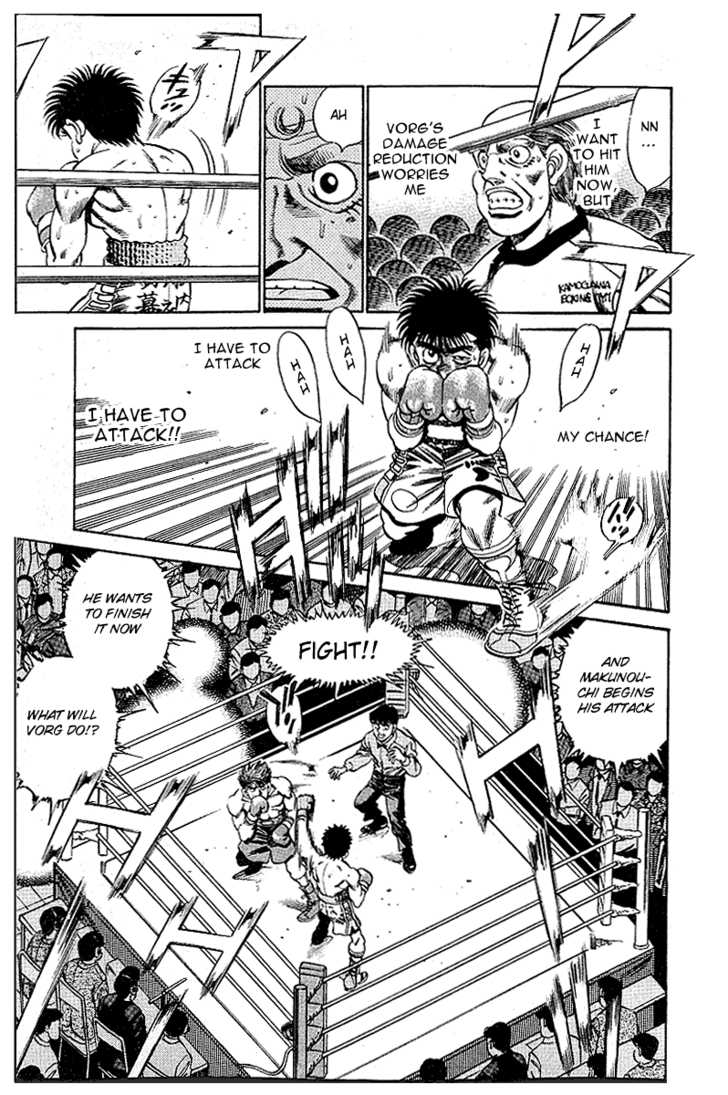 NN
...
I
WANT
TO HIT
HIM
NOW,
BUT
VORG'S
DAMAGE
REDUCTION
WORRIES
ME
KAMOGAWA
AH
MY CHANCE!
HAH
HAH
HAH
I HAVE TO
ATTACK
I HAVE TO
ATTACK!!
AND
MAKUNOU-
CHI BEGINS
HIS ATTACK
FIGHT!!
HE WANTS
TO FINISH
IT NOW
WHAT WILL
VORG DO!?